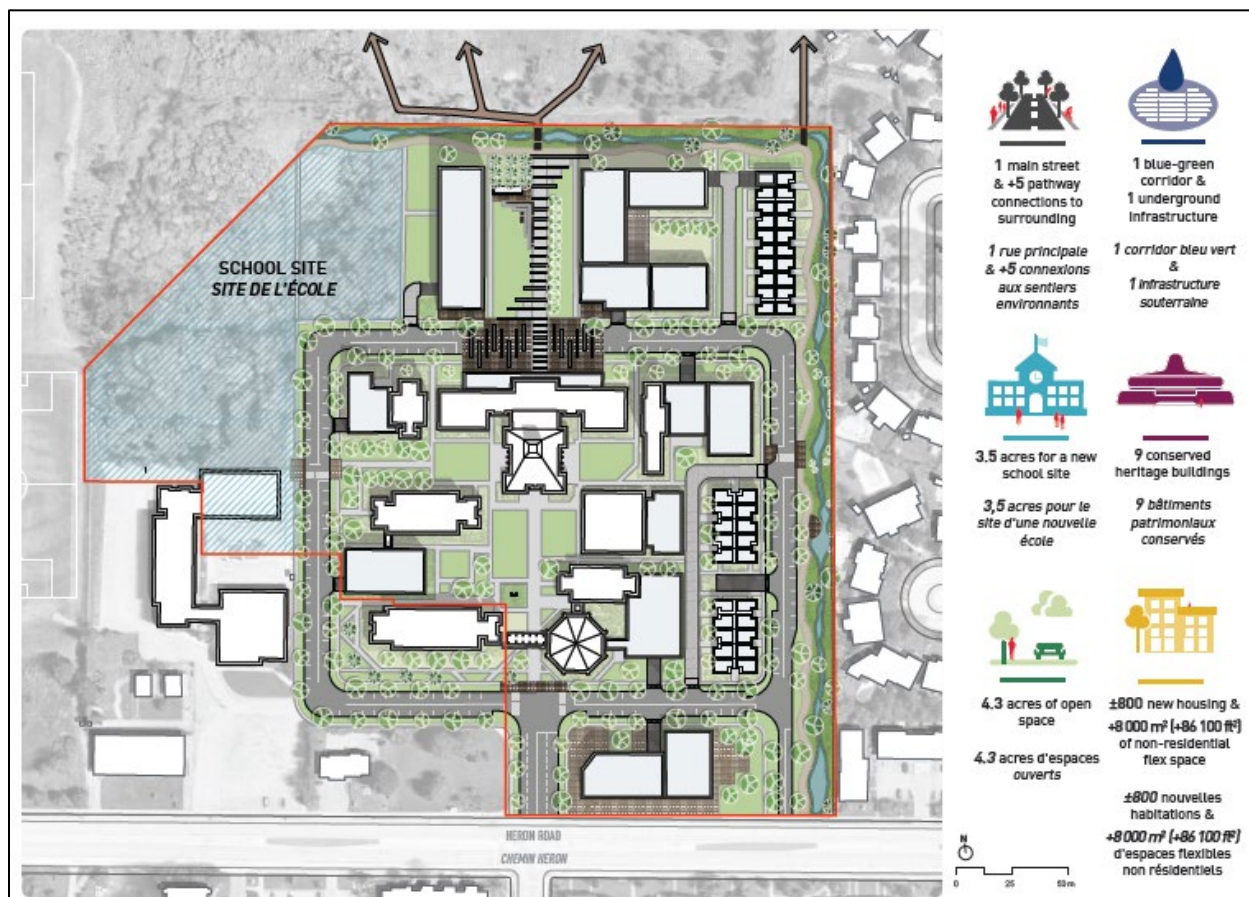 SCHOOL SITE
SITE DE L'ÉCOLE
HERON ROAD
CHEMIN HERON
1 main street
& +5 pathway
connections to
surrounding
1 rue principale
& +5 connexions
aux sentiers
environnants
1 blue-green
corridor &
1 underground
infrastructure
1 corridor bleu vert
&
1 infrastructure
souterraine
3.5 acres for a new
school site
3,5 acres pour le
site d'une nouvelle
école
9 conserved
heritage buildings
9 bâtiments
patrimoniaux
conservés
4.3 acres of open
space
4.3 acres d'espaces
ouverts
±800 new housing &
+8 000 m² (+86 100 ft²)
of non-residential
flex space
±800 nouvelles
habitations &
+8 000 m² (+86 100 ft²)
d'espaces flexibles
non résidentiels
N
0 25 50 m